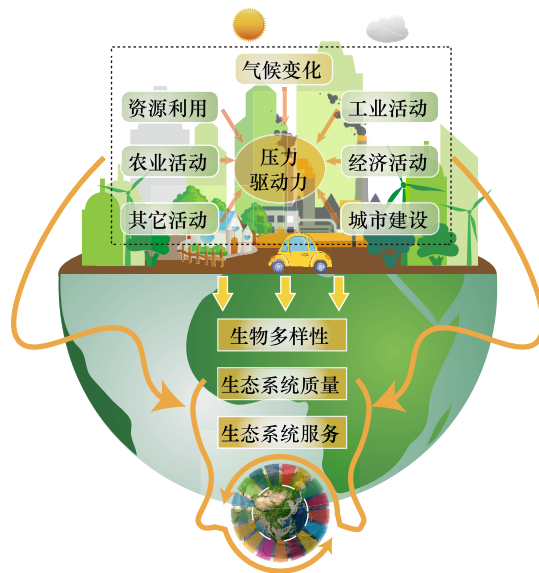 气候变化
资源利用
工业活动
压力
驱动力
农业活动
经济活动
其它活动
城市建设
生物多样性
生态系统质量
生态系统服务